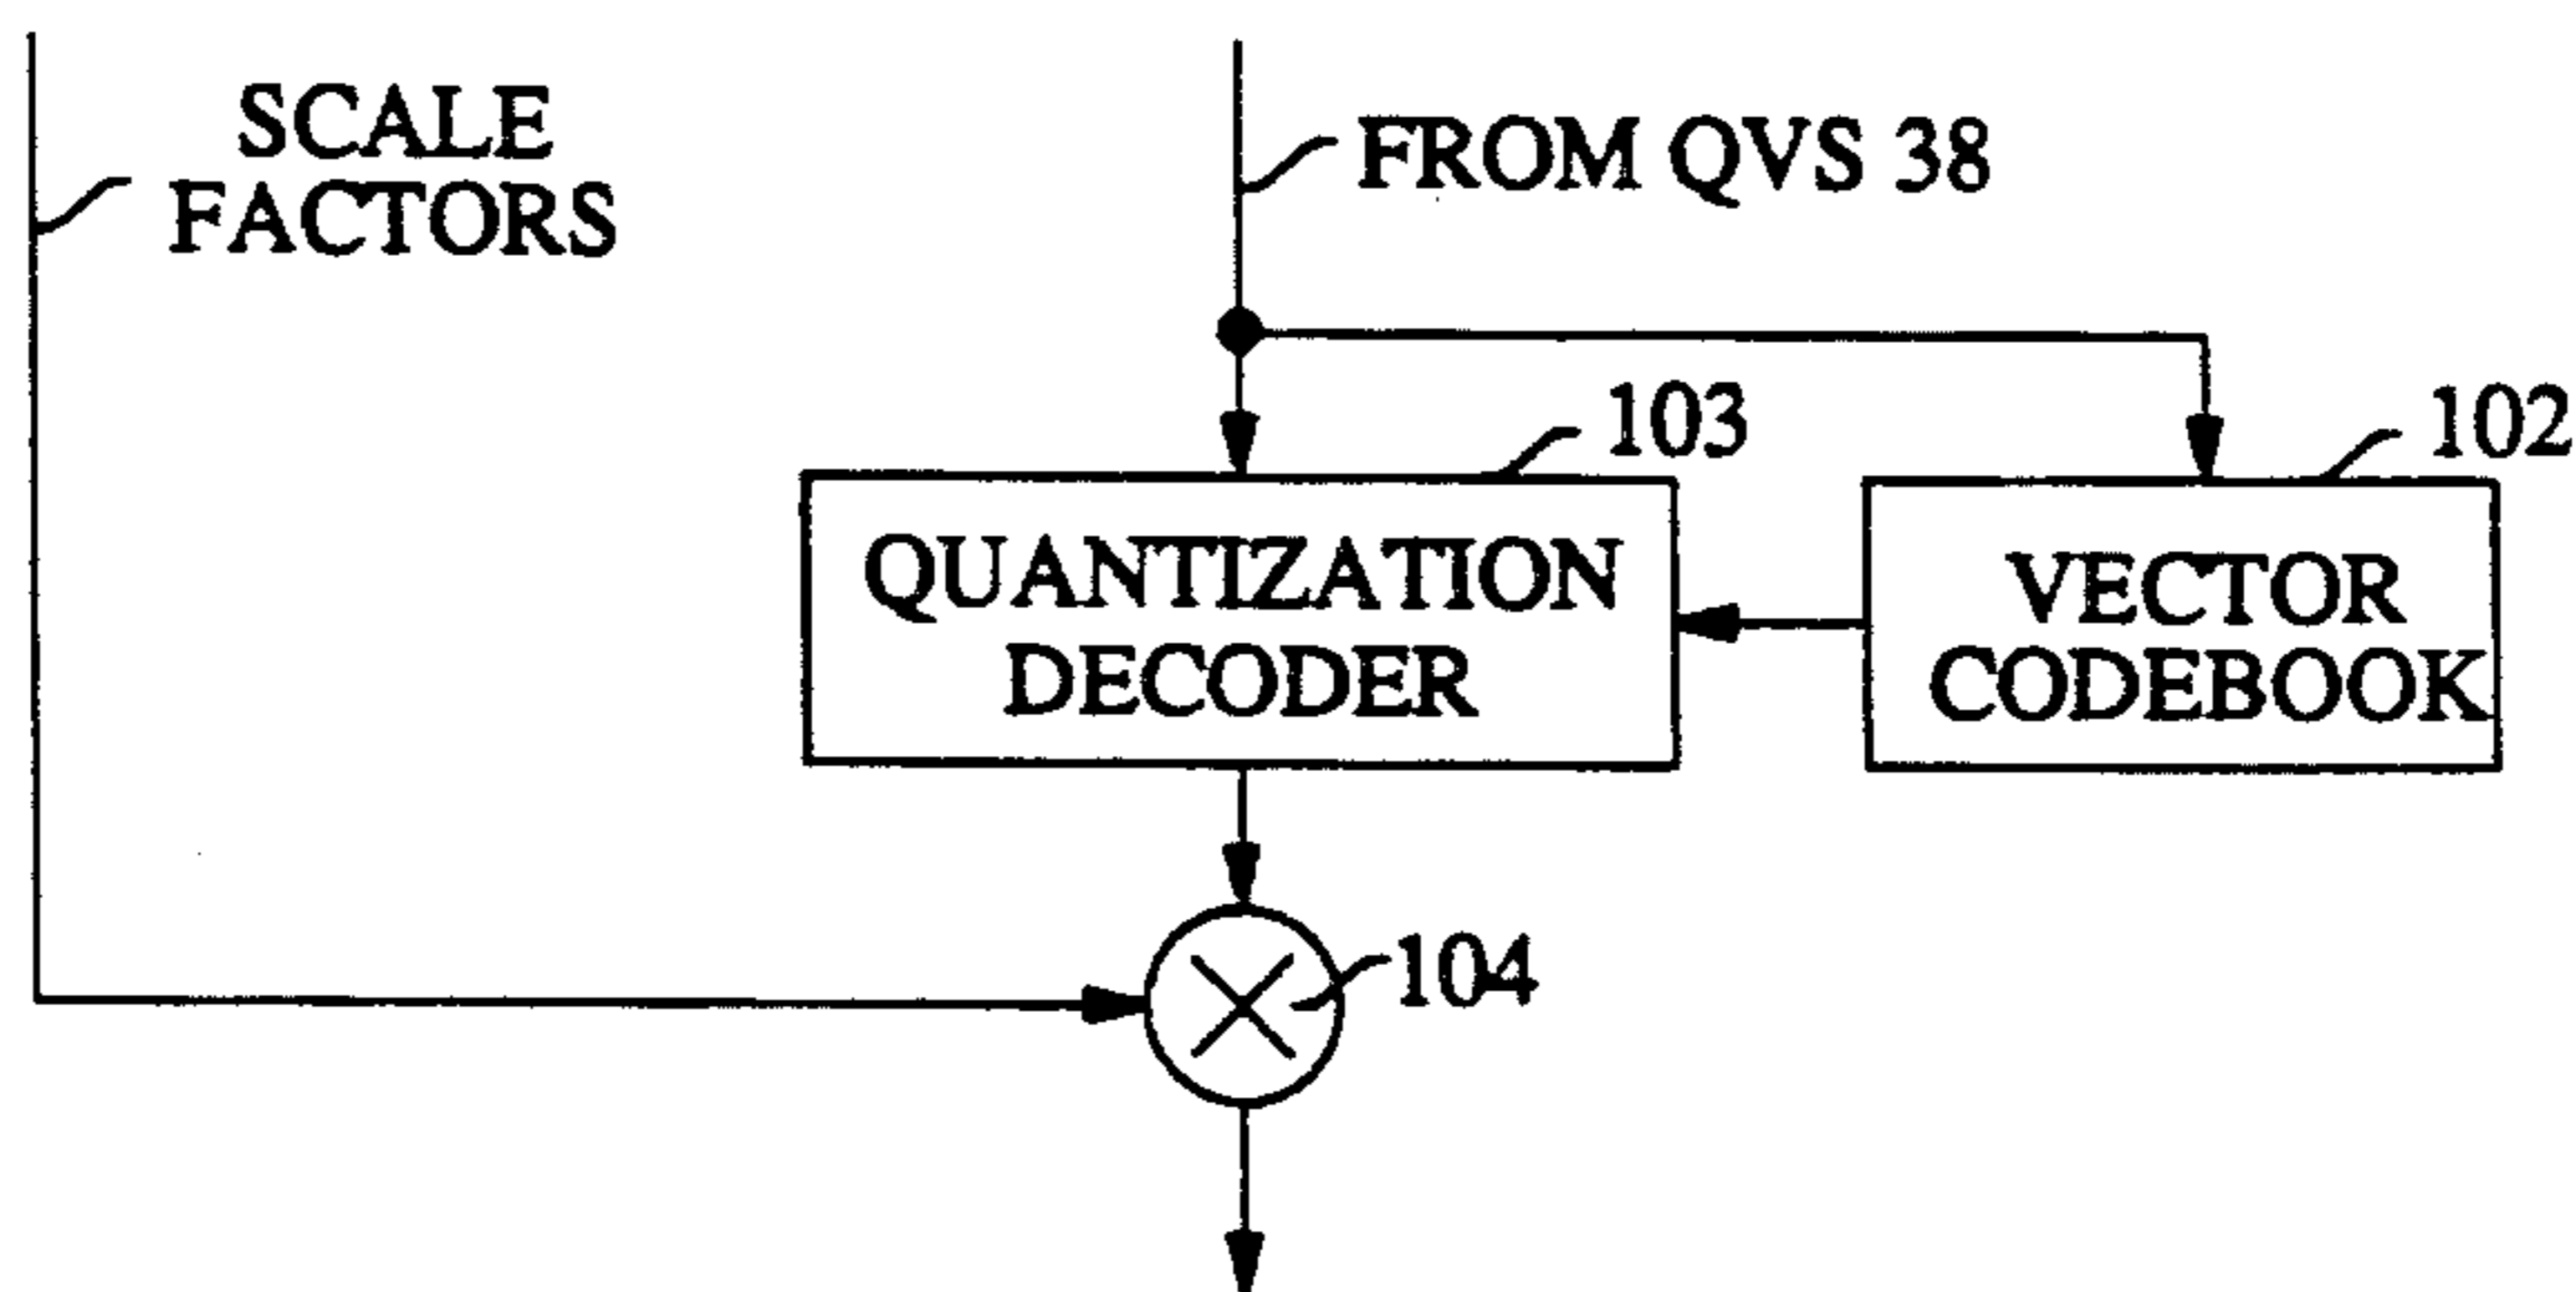 SCALE
FACTORS
FROM QVS 38
103
102
QUANTIZATION
DECODER
VECTOR
CODEBOOK
104